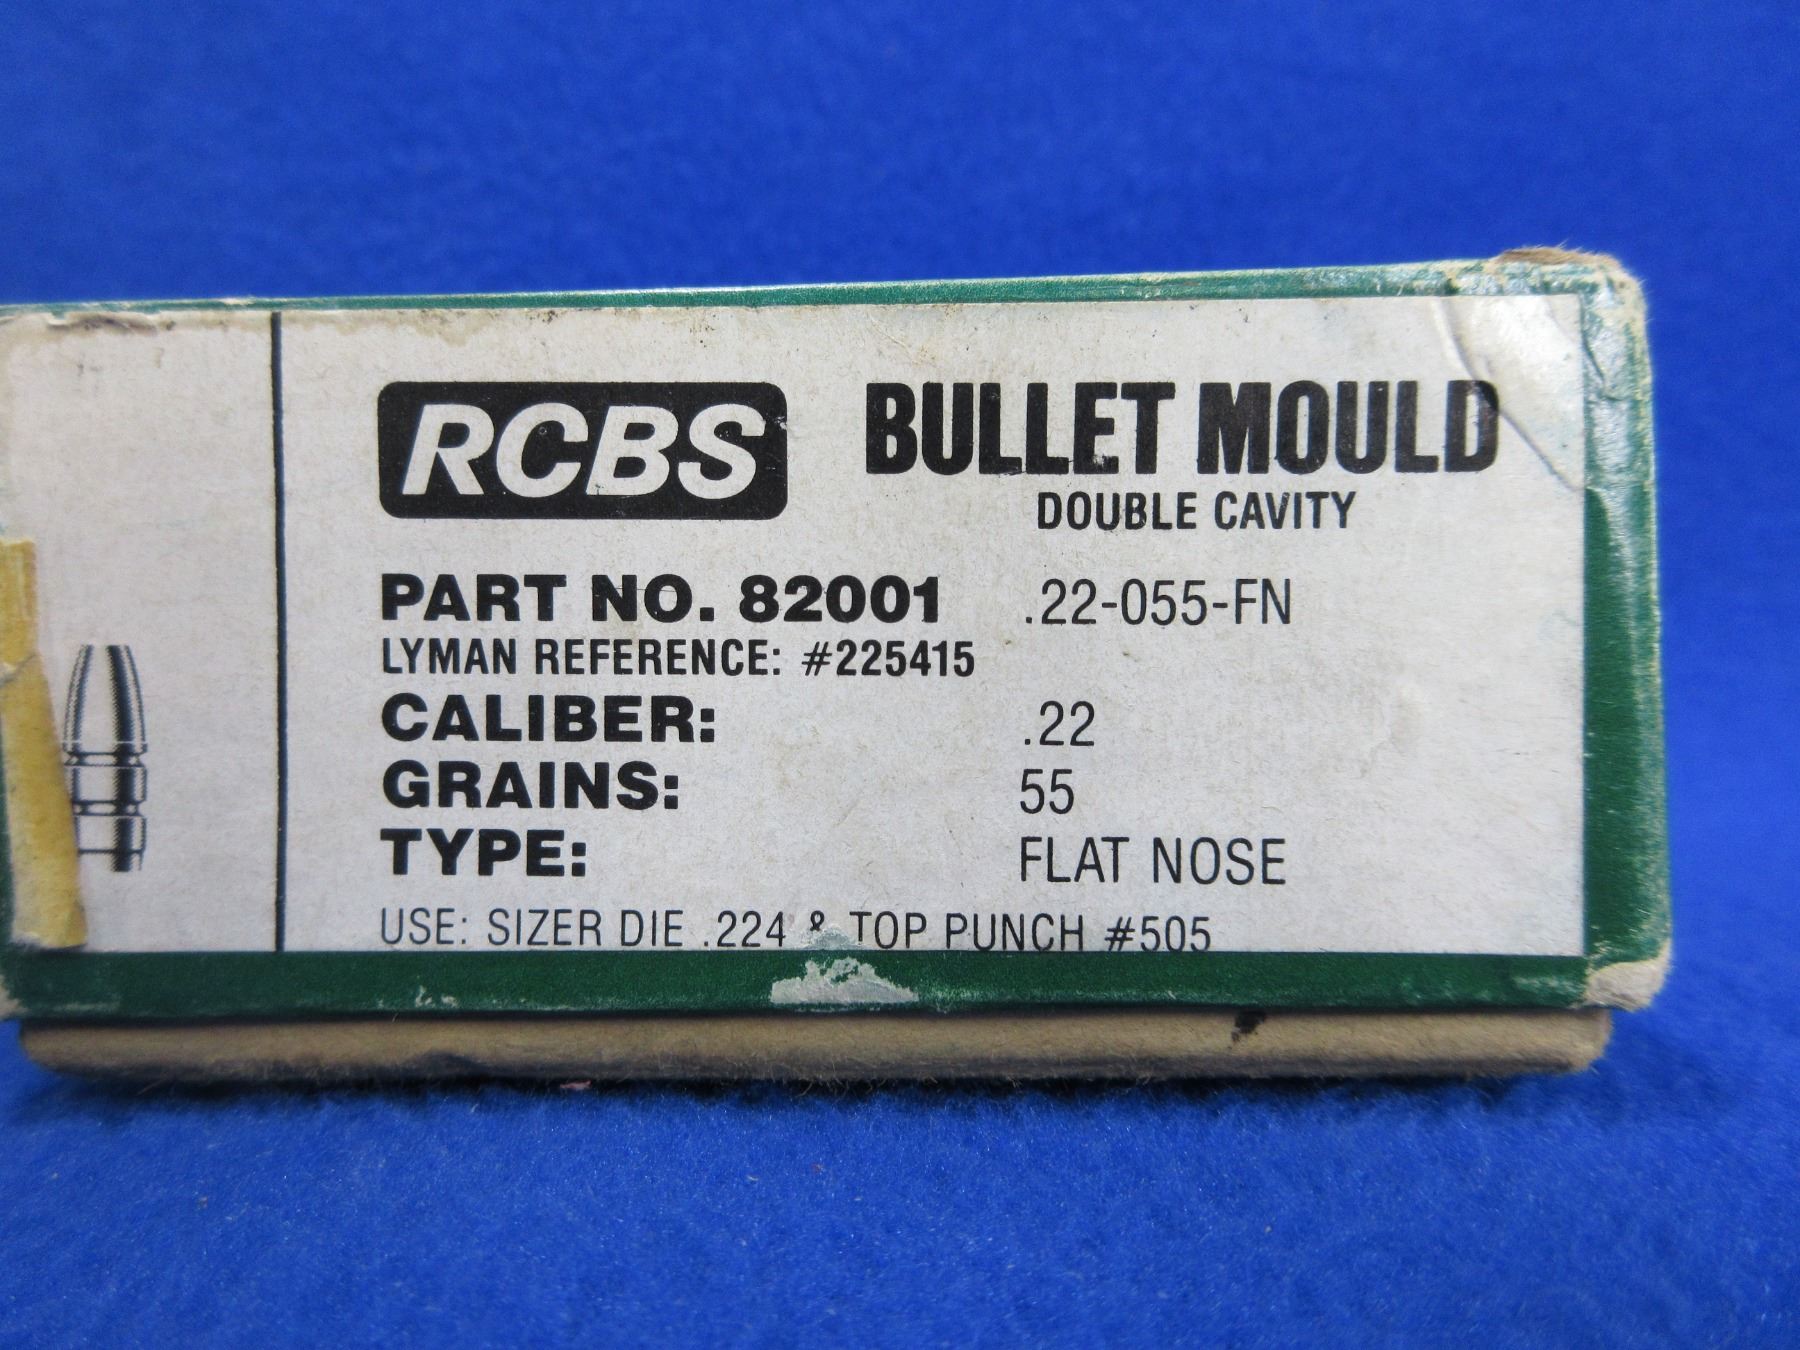 RCBS BULLET MOULD
DOUBLE CAVITY
PART NO. 82001 .22-055-FN
LYMAN REFERENCE: #225415
CALIBER: .22
GRAINS: 55
TYPE: FLAT NOSE
USE: SIZER DIE .224 & TOP PUNCH #505